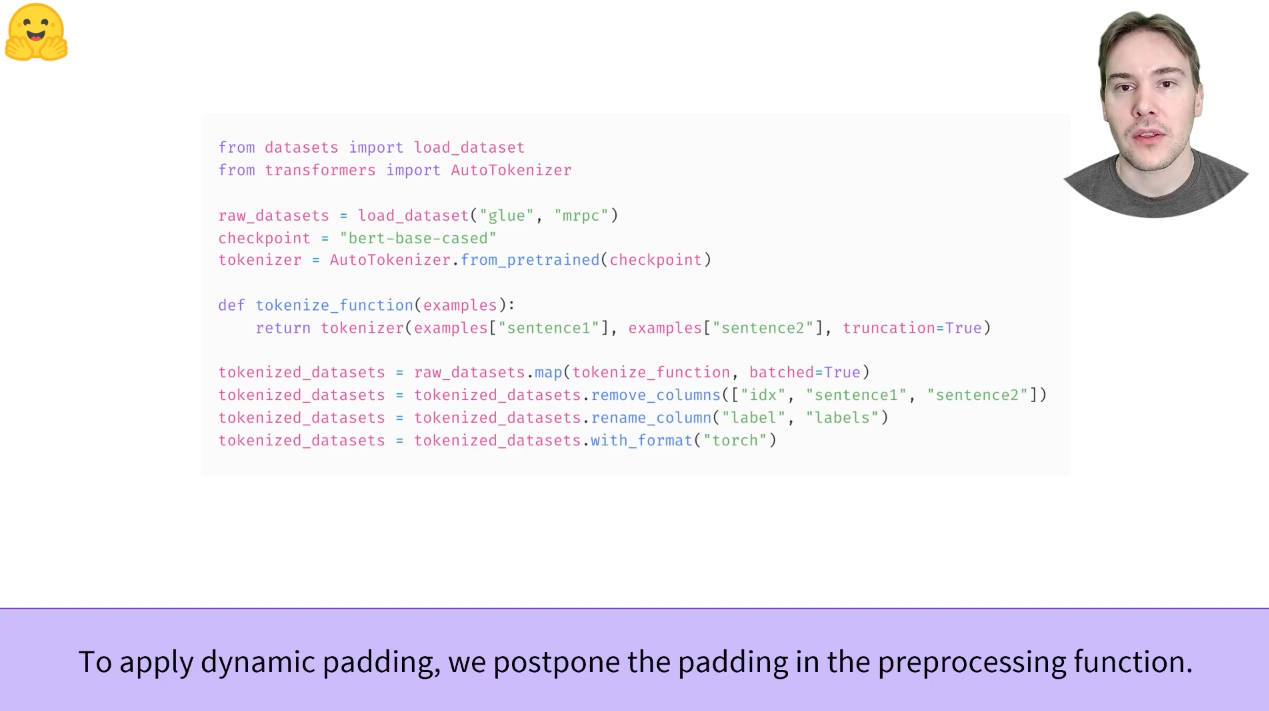 from datasets import load_dataset
from transformers import AutoTokenizer
raw_datasets = load_dataset("glue", "mrpc")
checkpoint = "bert-base-cased"
tokenizer = AutoTokenizer.from_pretrained(checkpoint)
def tokenize_function(examples):
    return tokenizer(examples["sentence1"], examples["sentence2"], truncation=True)
tokenized_datasets = raw_datasets.map(tokenize_function, batched=True)
tokenized_datasets = tokenized_datasets.remove_columns(["idx", "sentence1", "sentence2"])
tokenized_datasets = tokenized_datasets.rename_column("label", "labels")
tokenized_datasets = tokenized_datasets.with_format("torch")
To apply dynamic padding, we postpone the padding in the preprocessing function.